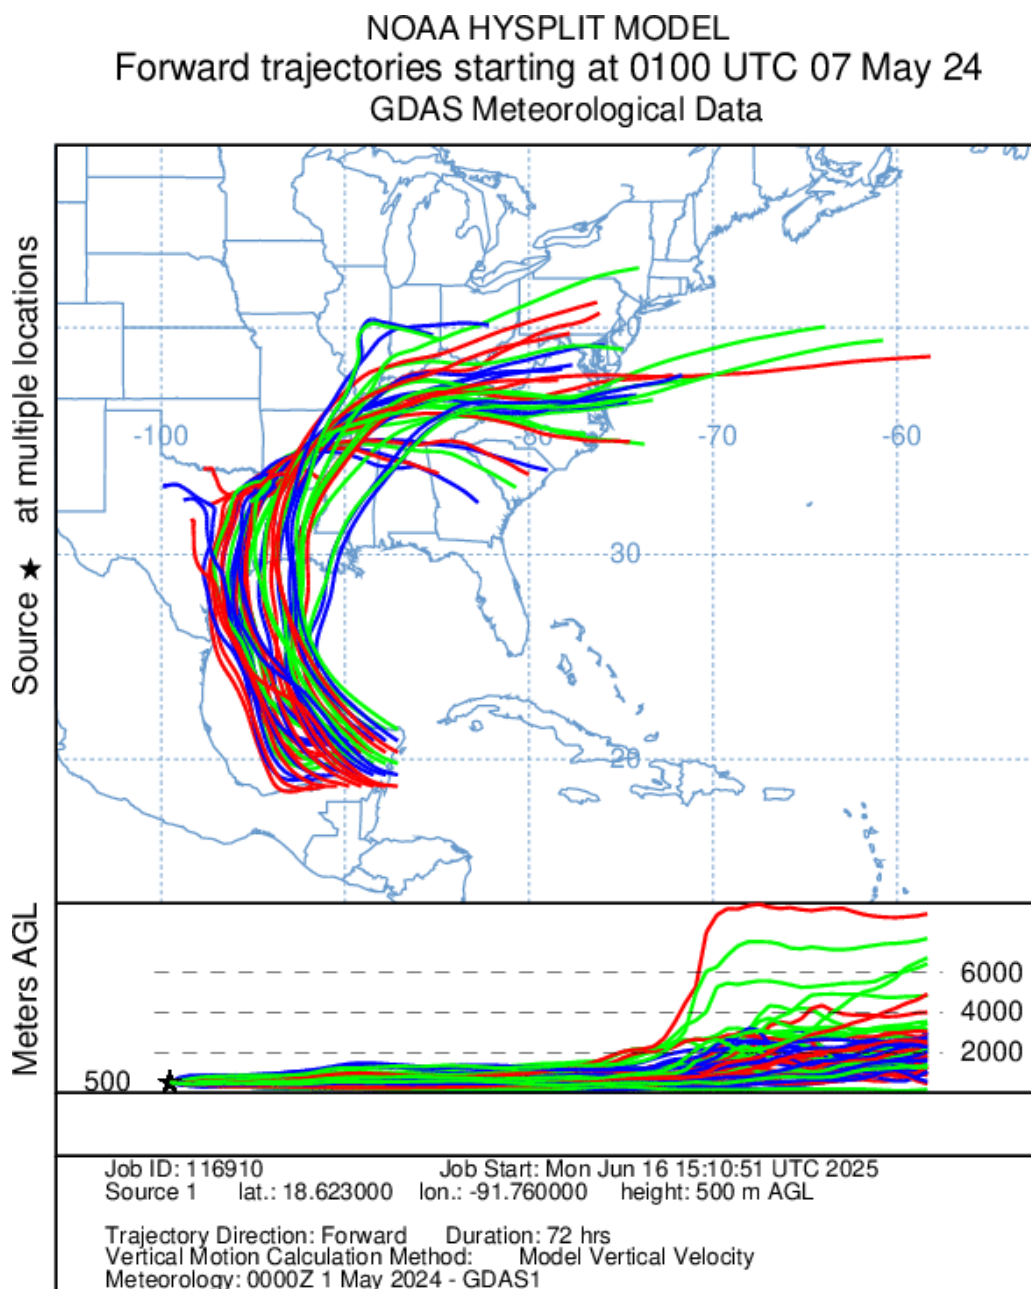 NOAA HYSPLIT MODEL
Forward trajectories starting at 0100 UTC 07 May 24
GDAS Meteorological Data
Source ★ at multiple locations
-100
-80
-70
-60
30
20
Meters AGL
6000
4000
2000
500
Job ID: 116910 Job Start: Mon Jun 16 15:10:51 UTC 2025
Source 1 lat.: 18.623000 lon.: -91.760000 height: 500 m AGL
Trajectory Direction: Forward Duration: 72 hrs
Vertical Motion Calculation Method: Model Vertical Velocity
Meteorology: 0000Z 1 May 2024 - GDAS1